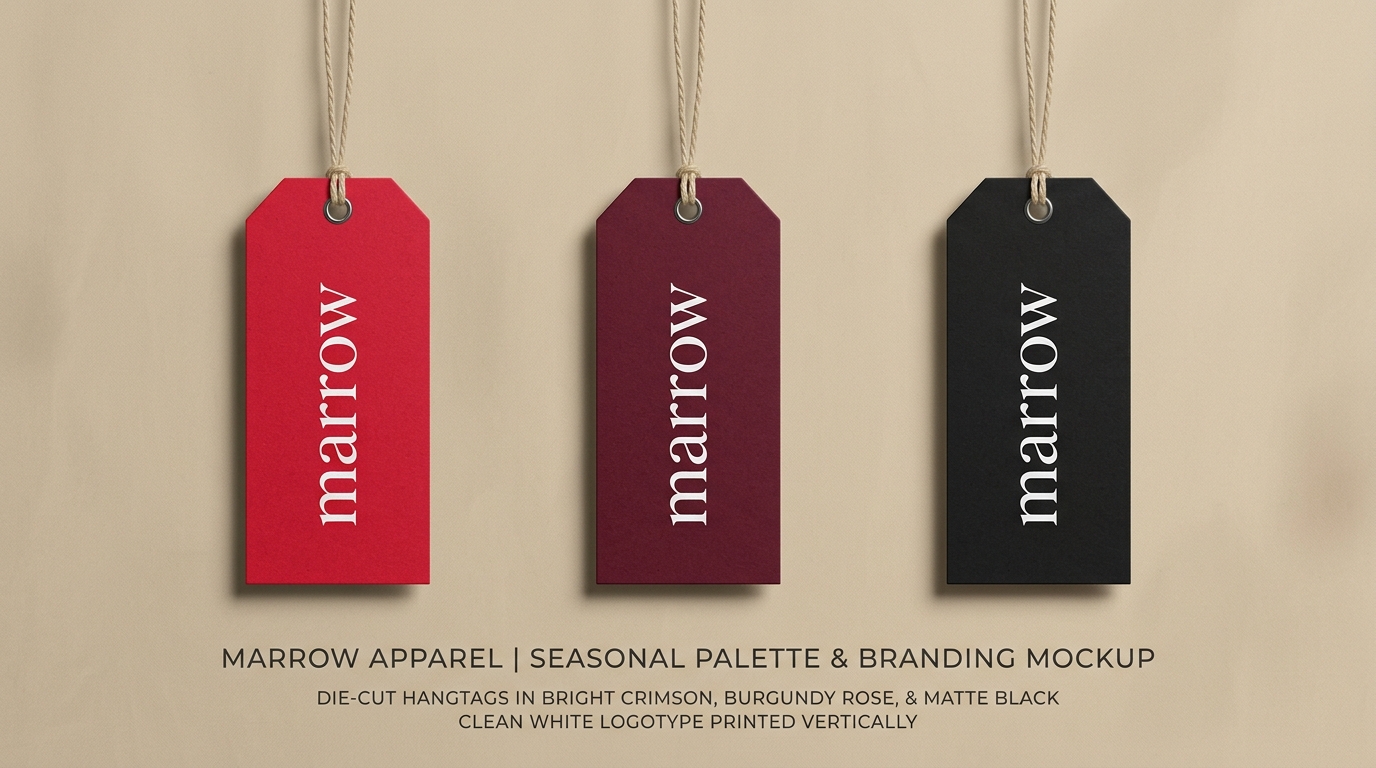 marrow
marrow
marrow
MARROW APPAREL | SEASONAL PALETTE & BRANDING MOCKUP
DIE-CUT HANGTAGS IN BRIGHT CRIMSON, BURGUNDY ROSE, & MATTE BLACK
CLEAN WHITE LOGOTYPE PRINTED VERTICALLY